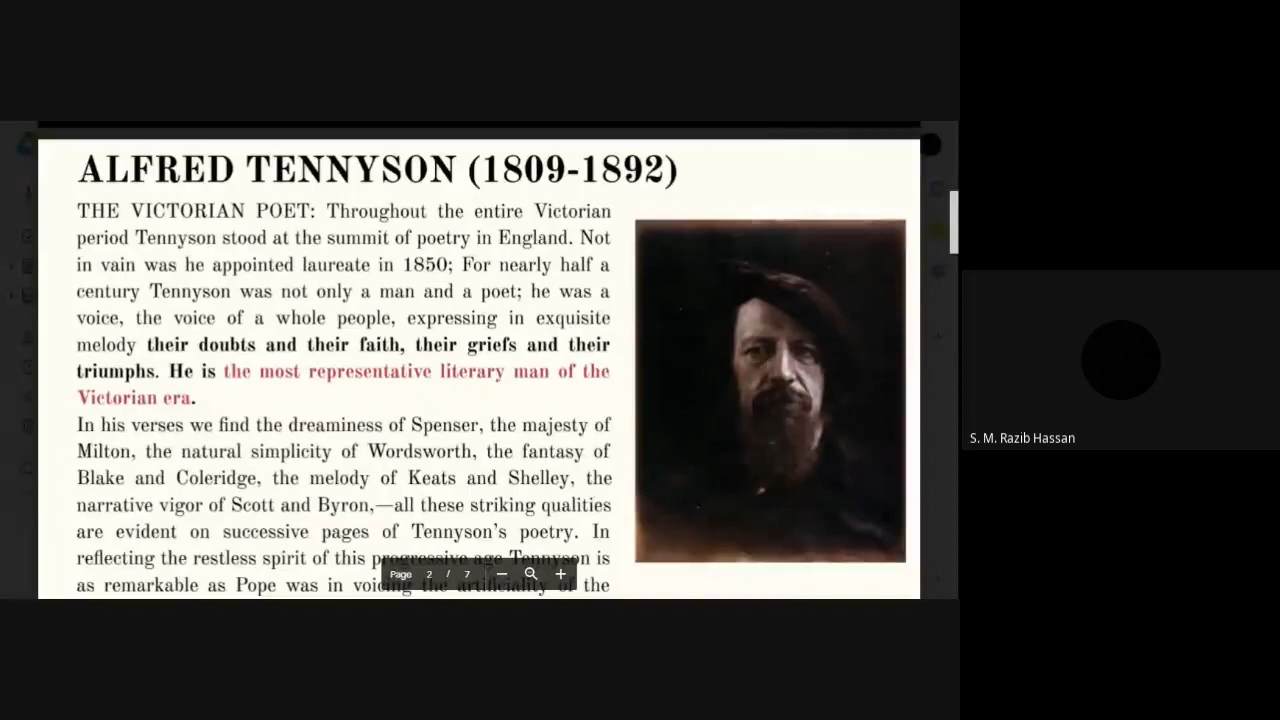 ALFRED TENNYSON (1809-1892)
THE VICTORIAN POET: Throughout the entire Victorian
period Tennyson stood at the summit of poetry in England. Not
in vain was he appointed laureate in 1850; For nearly half a
century Tennyson was not only a man and a poet; he was a
voice, the voice of a whole people, expressing in exquisite
melody their doubts and their faith, their griefs and their
triumphs. He is the most representative literary man of the
Victorian era.
In his verses we find the dreaminess of Spenser, the majesty of
Milton, the natural simplicity of Wordsworth, the fantasy of
Blake and Coleridge, the melody of Keats and Shelley, the
narrative vigor of Scott and Byron,—all these striking qualities
are evident on successive pages of Tennyson's poetry. In
reflecting the restless spirit of this progressive age Tennyson is
as remarkable as Pope was in voicing the artificiality of the
Page 2 / 7
S. M. Razib Hassan